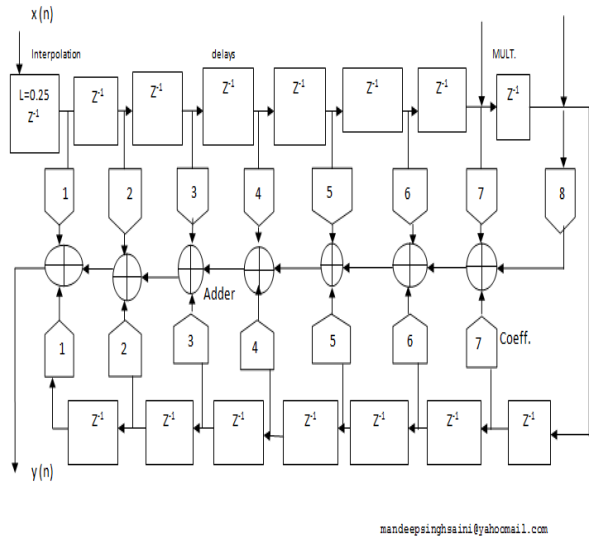 x (n)
Interpolation delays MULT.
L=0.25
Z-1 Z-1 Z-1 Z-1 Z-1 Z-1 Z-1 Z-1
1 2 3 4 5 6 7 8
Adder
1 2 3 4 5 6 7 Coeff.
Z-1 Z-1 Z-1 Z-1 Z-1 Z-1 Z-1
y (n)
mandeepsinghsaini@yahoomail.com